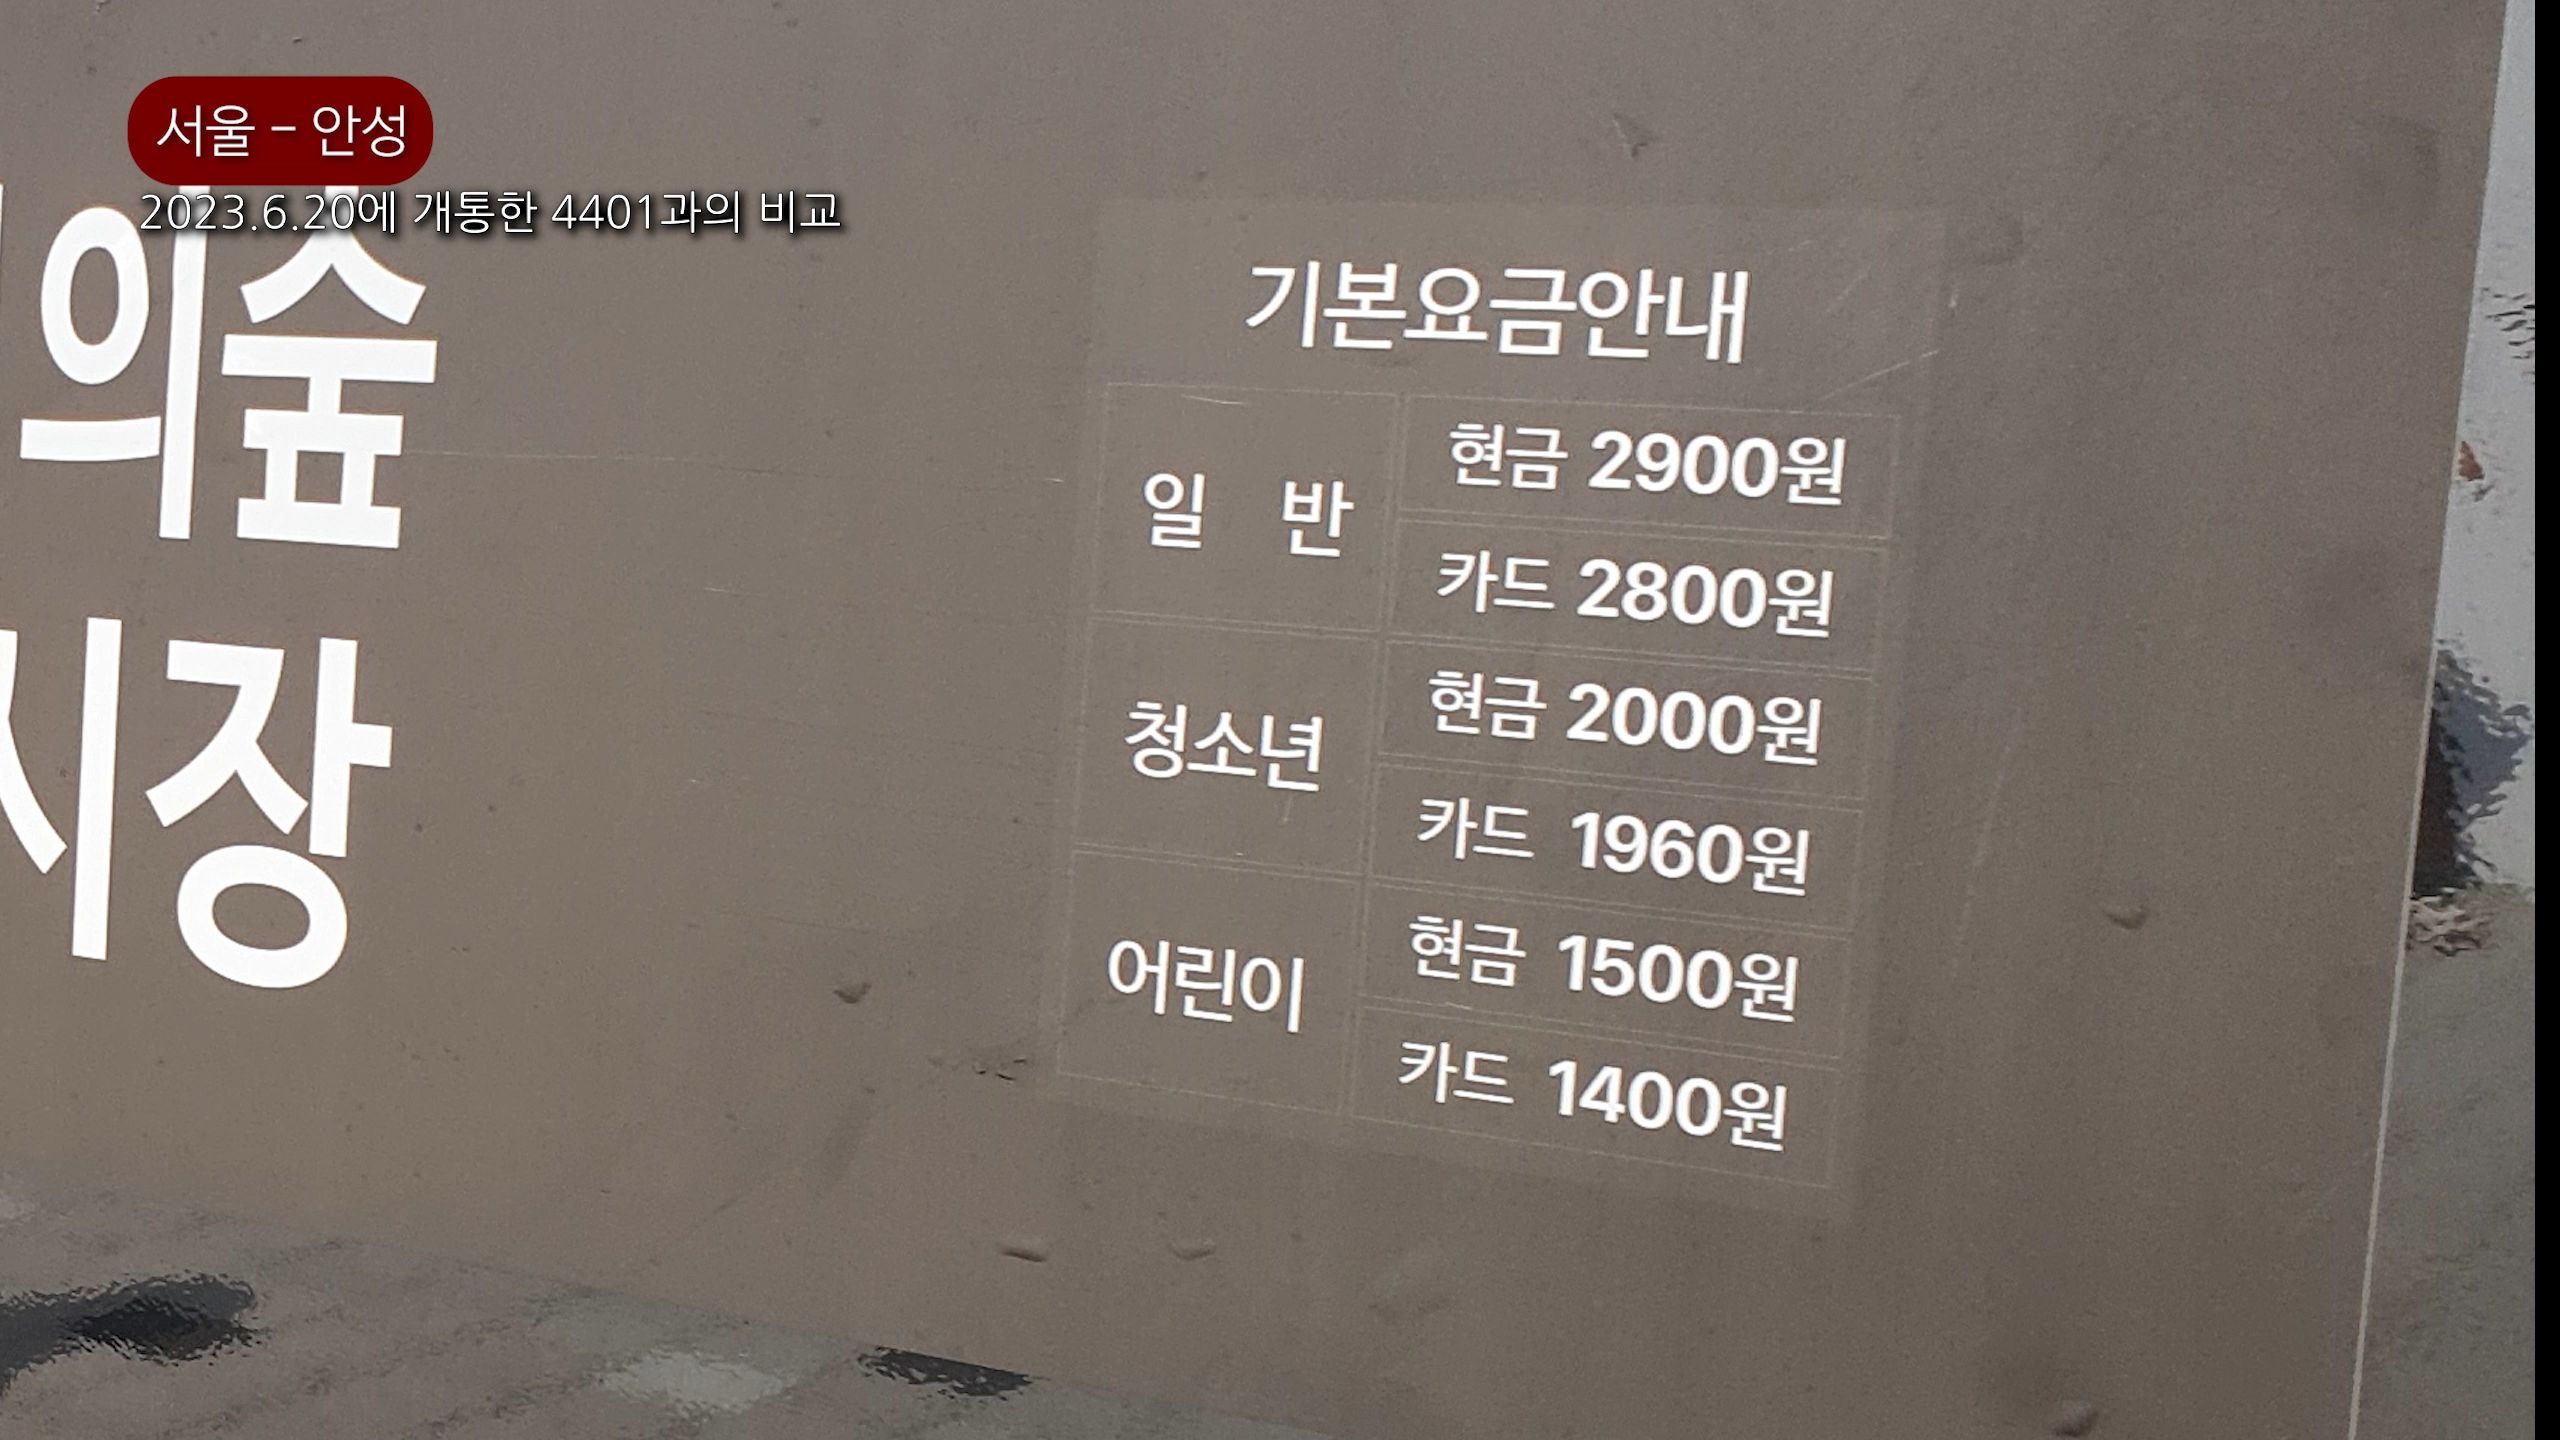 서울 - 안성
2023.6.20에 개통한 4401과의 비교
의숲
시장
기본요금안내
일 반
현금 2900원
카드 2800원
청소년
현금 2000원
카드 1960원
어린이
현금 1500원
카드 1400원